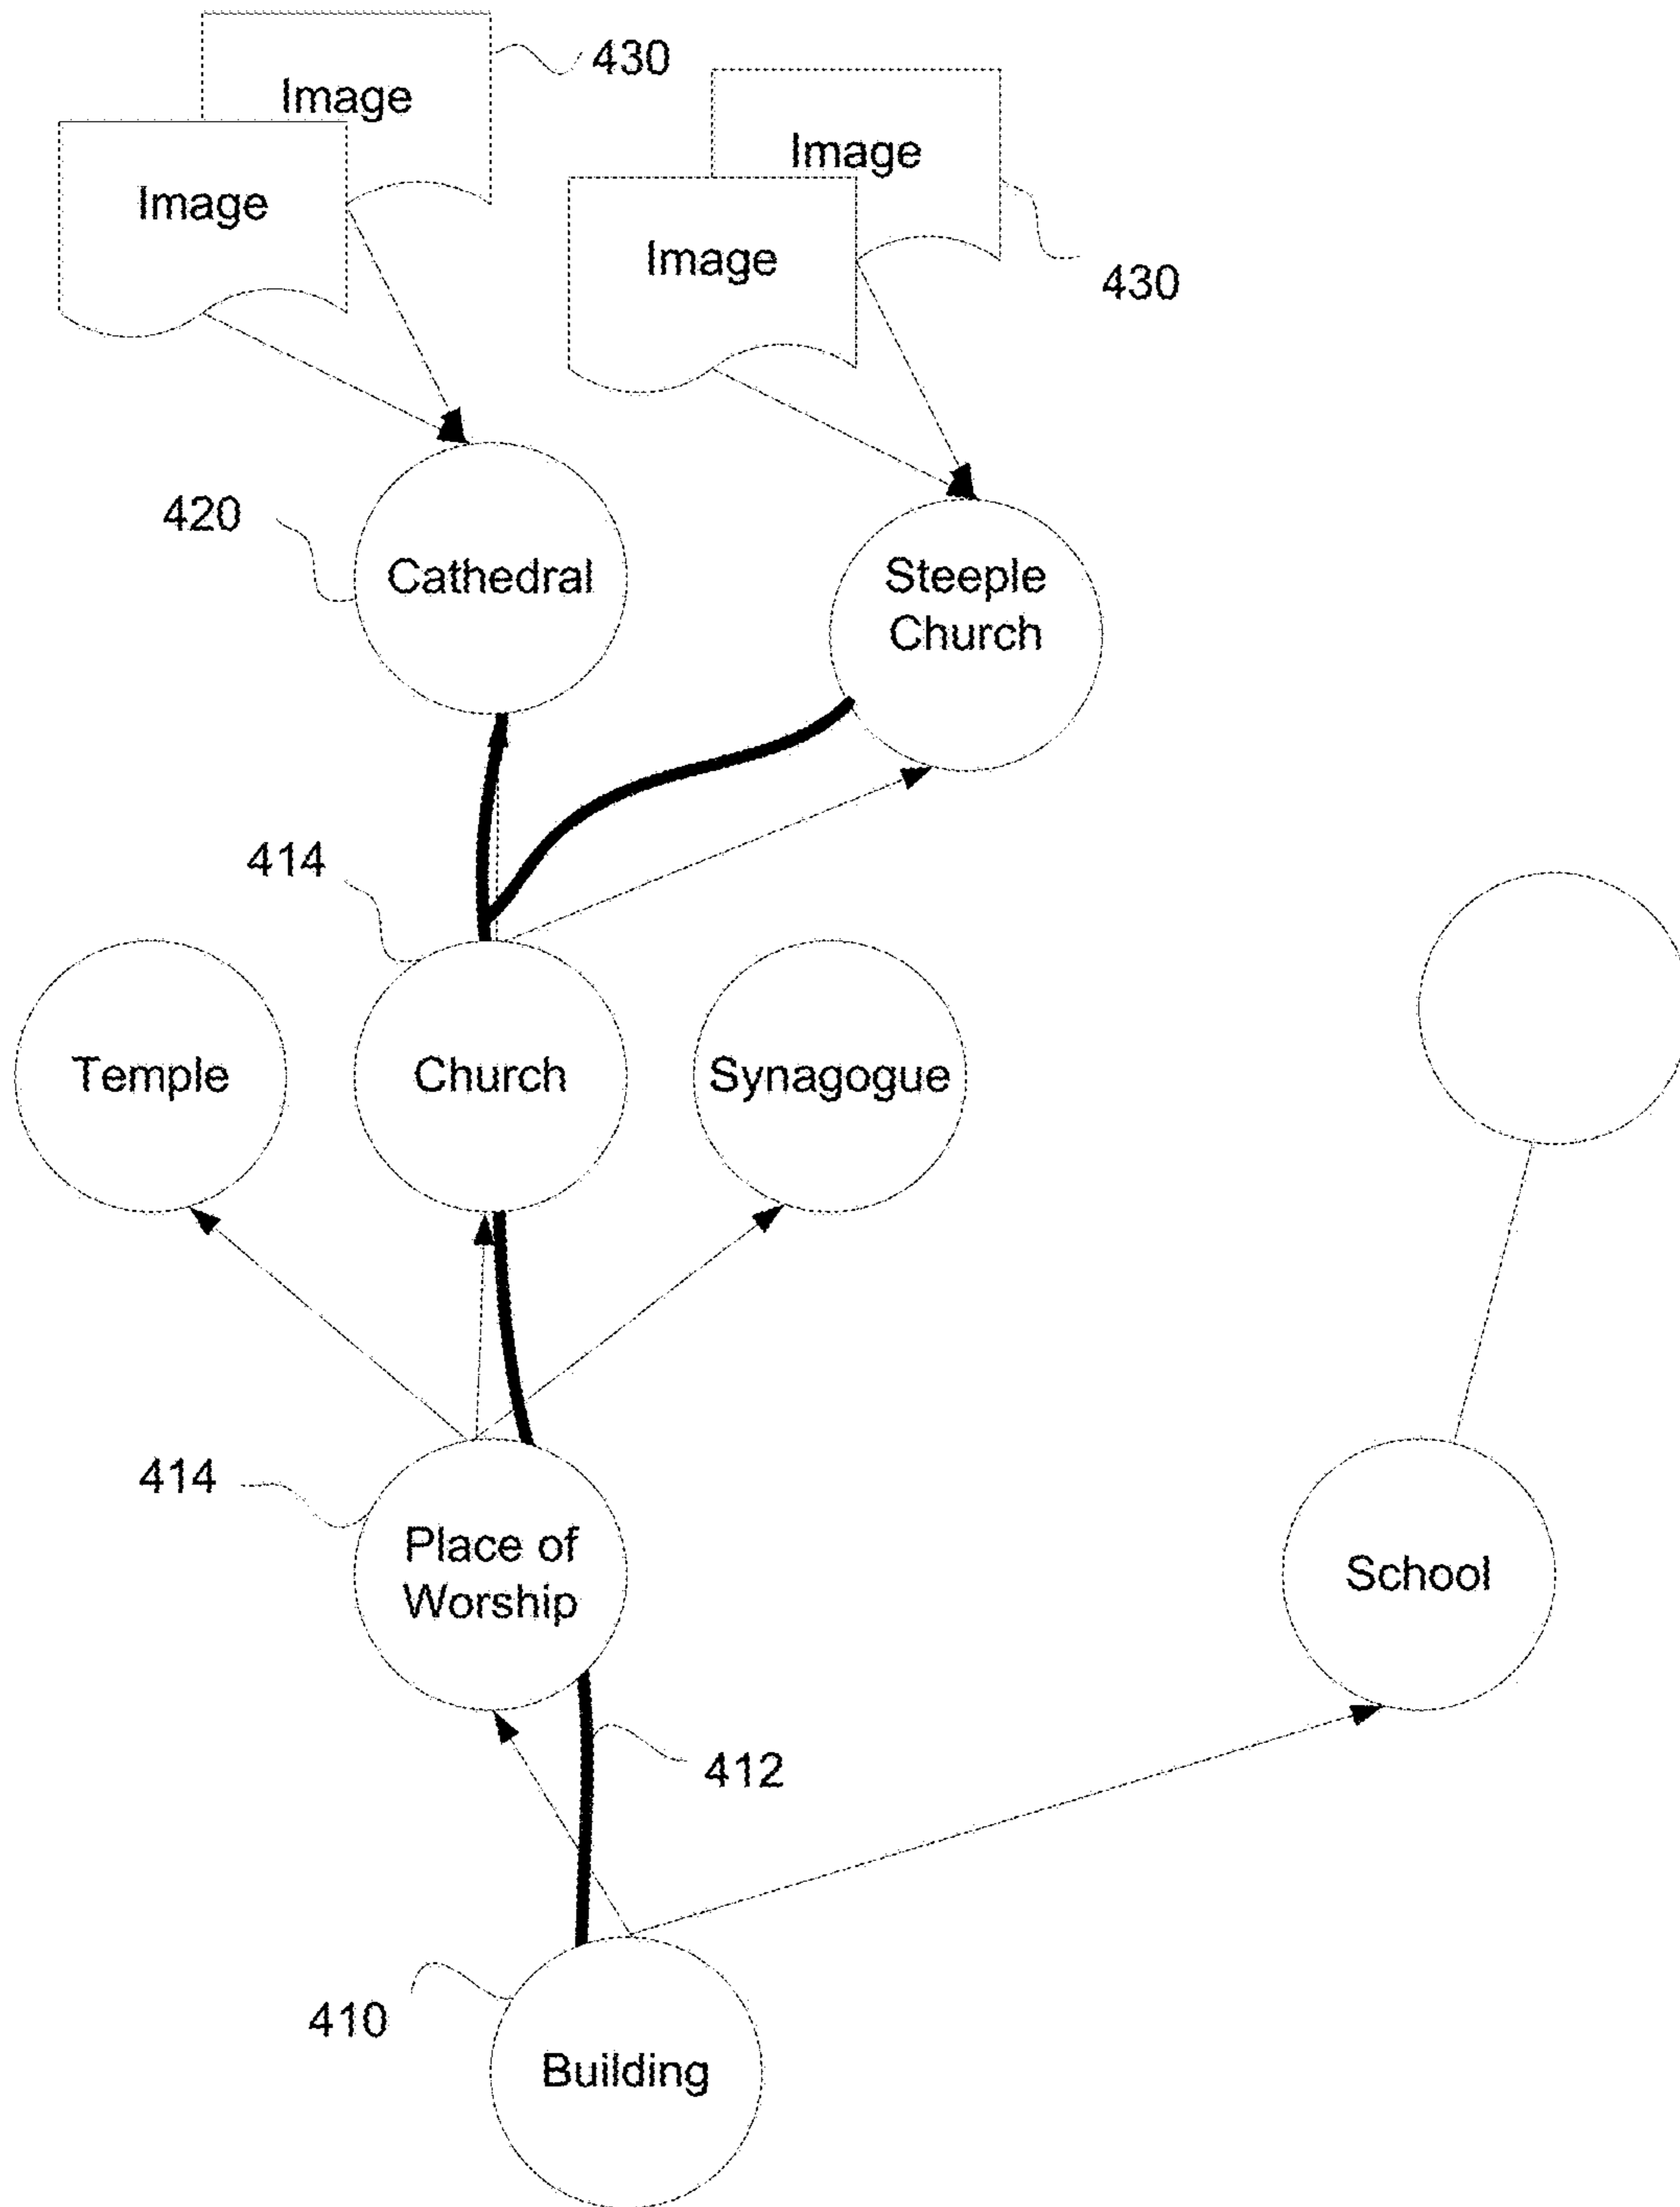 430
Image
Image
Image
Image
430
420
Cathedral
Steeple
Church
414
Temple
Church
Synagogue
414
Place of
Worship
School
412
410
Building